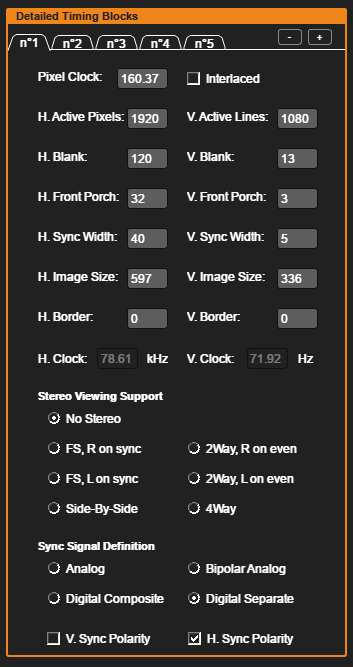 Detailed Timing Blocks
n°1 n°2 n°3 n°4 n°5 - +
Pixel Clock: 160.37 Interlaced
H. Active Pixels: 1920 V. Active Lines: 1080
H. Blank: 120 V. Blank: 13
H. Front Porch: 32 V. Front Porch: 3
H. Sync Width: 40 V. Sync Width: 5
H. Image Size: 597 V. Image Size: 336
H. Border: 0 V. Border: 0
H. Clock: 78.61 kHz V. Clock: 71.92 Hz
Stereo Viewing Support
No Stereo
FS, R on sync 2Way, R on even
FS, L on sync 2Way, L on even
Side-By-Side 4Way
Sync Signal Definition
Analog Bipolar Analog
Digital Composite Digital Separate
V. Sync Polarity H. Sync Polarity